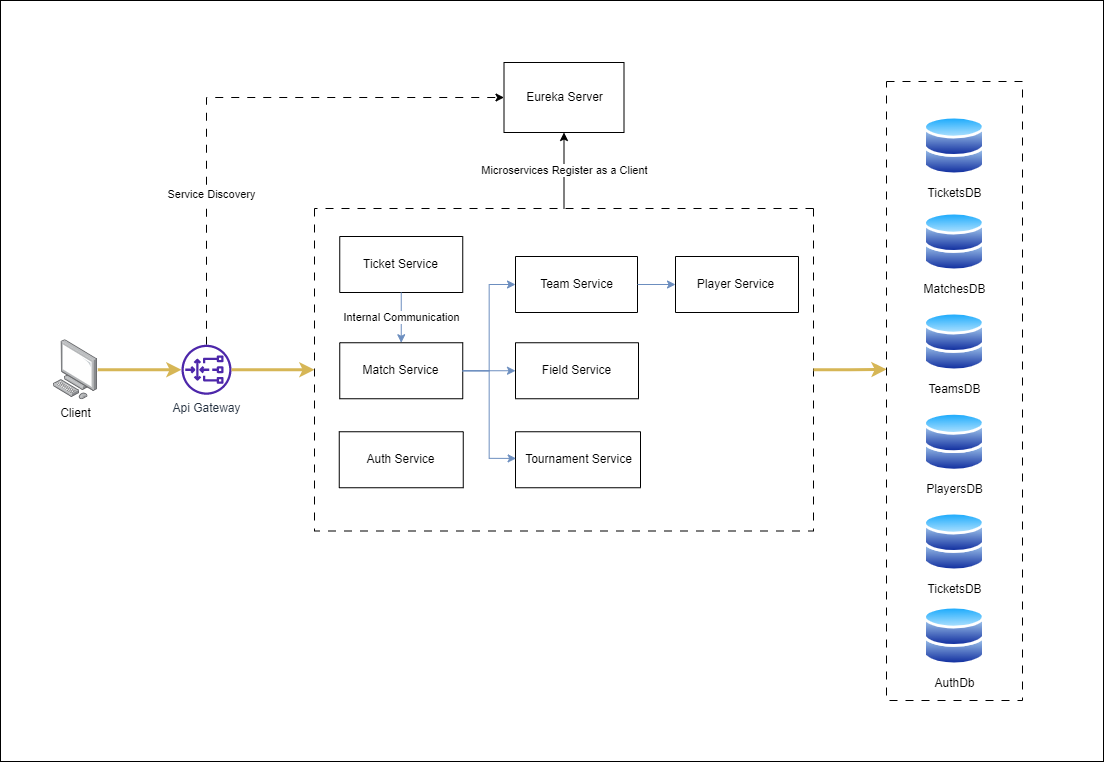 Eureka Server
Microservices Register as a Client
Service Discovery
Ticket Service
Internal Communication
Match Service
Auth Service
Team Service
Player Service
Field Service
Tournament Service
Client
Api Gateway
TicketsDB
MatchesDB
TeamsDB
PlayersDB
TicketsDB
AuthDb